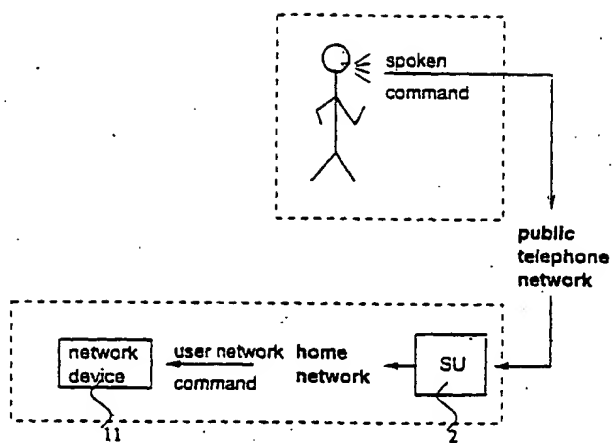 spoken
command
public
telephone
network
network
device
user network
command
home
network
SU
11
2